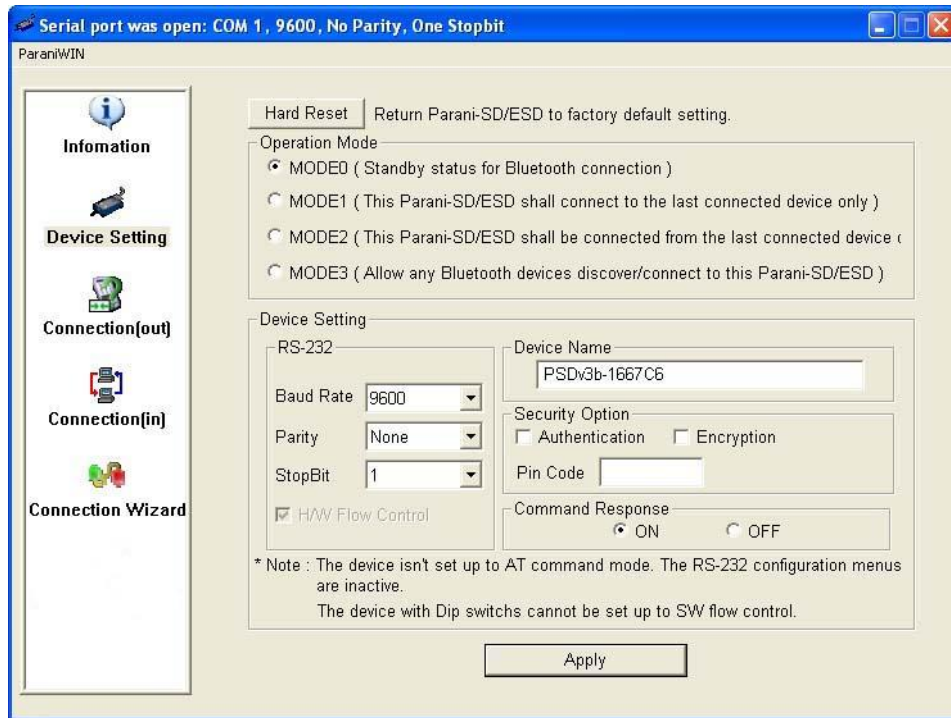 Serial port was open: COM 1, 9600, No Parity, One Stopbit
ParaniWIN
Infomation
Device Setting
Connection(out)
Connection(in)
Connection Wizard
Hard Reset Return Parani-SD/ESD to factory default setting.
Operation Mode
MODE0 ( Standby status for Bluetooth connection )
MODE1 ( This Parani-SD/ESD shall connect to the last connected device only )
MODE2 ( This Parani-SD/ESD shall be connected from the last connected device
MODE3 ( Allow any Bluetooth devices discover/connect to this Parani-SD/ESD )
Device Setting
RS-232
Baud Rate 9600
Parity None
StopBit 1
H/W Flow Control
Device Name
PSDv3b-1667C6
Security Option
Authentication Encryption
Pin Code
Command Response
ON OFF
* Note : The device isn't set up to AT command mode. The RS-232 configuration menus
are inactive.
The device with Dip switchs cannot be set up to SW flow control.
Apply